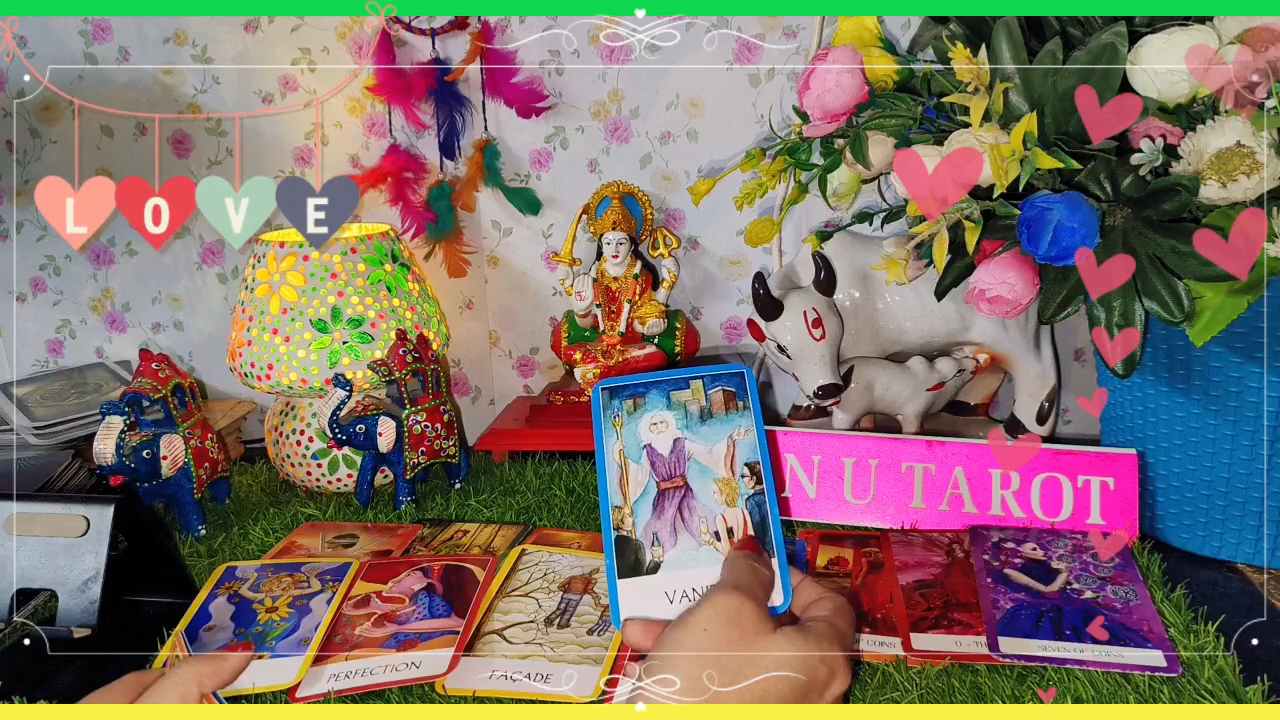 LOVE
N U TAROT
PERFECTION
FAÇADE
SEVEN OF COINS